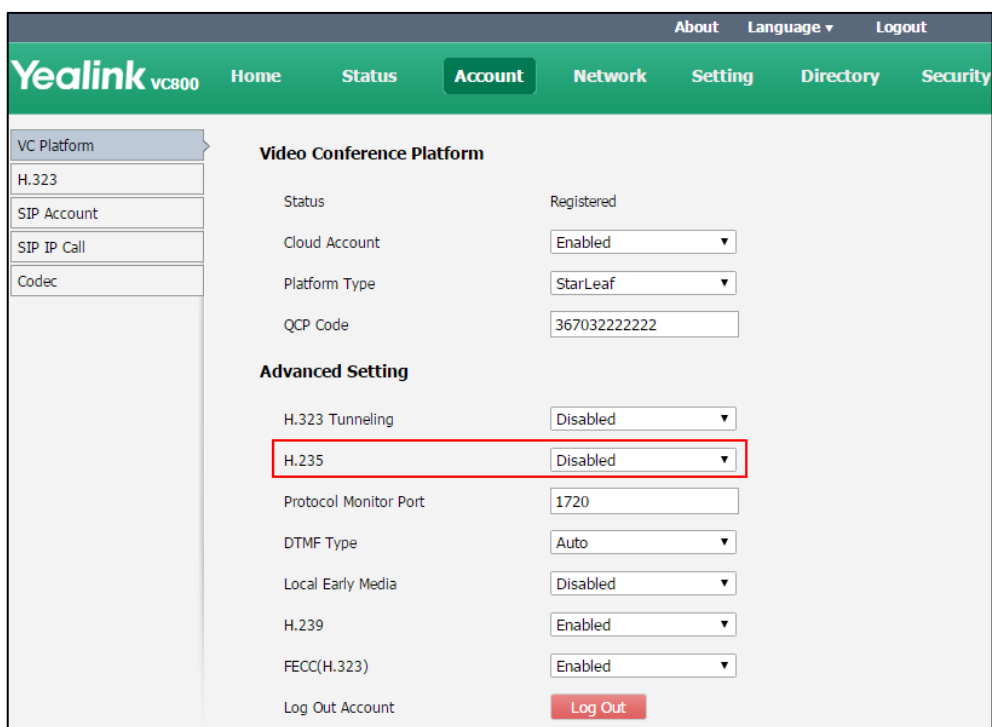 About Language ▾ Logout
Yealink VC800 Home Status Account Network Setting Directory Security
VC Platform
H.323
SIP Account
SIP IP Call
Codec
Video Conference Platform
Status Registered
Cloud Account Enabled
Platform Type StarLeaf
QCP Code 367032222222
Advanced Setting
H.323 Tunneling Disabled
H.235 Disabled
Protocol Monitor Port 1720
DTMF Type Auto
Local Early Media Disabled
H.239 Enabled
FECC(H.323) Enabled
Log Out Account Log Out